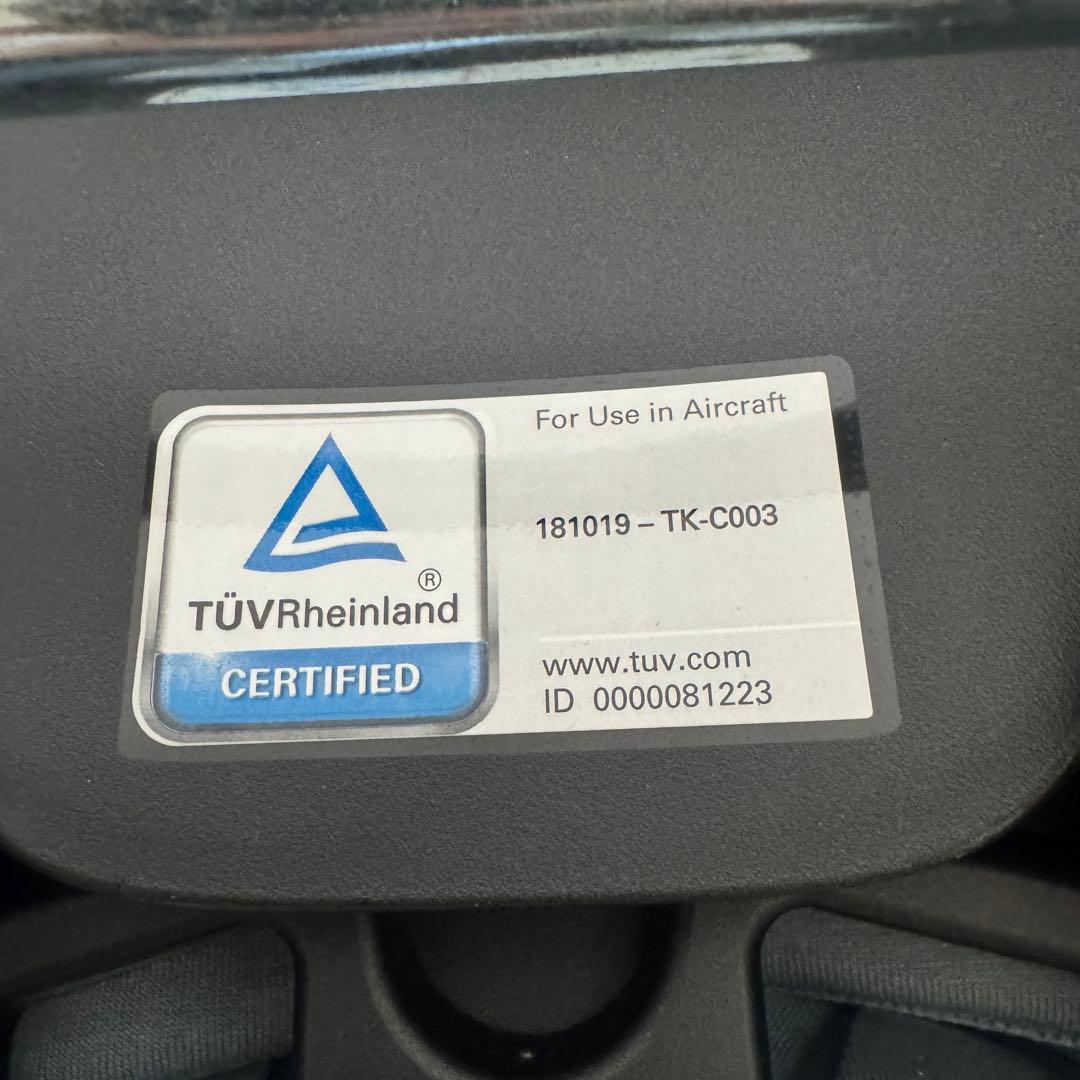 For Use in Aircraft
181019 – TK-C003
®
TÜVRheinland
CERTIFIED
www.tuv.com
ID 0000081223